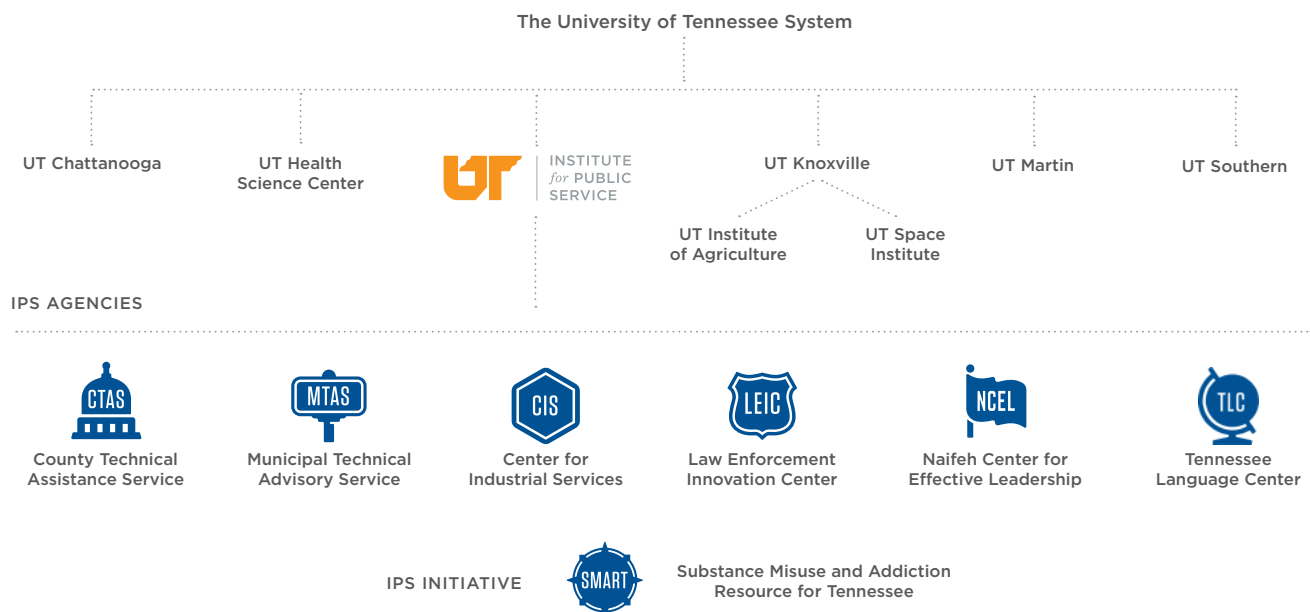 The University of Tennessee System
UT Chattanooga
UT Health
Science Center
UT
INSTITUTE
for PUBLIC
SERVICE
UT Knoxville
UT Martin
UT Southern
UT Institute
of Agriculture
UT Space
Institute
IPS AGENCIES
CTAS
County Technical
Assistance Service
MTAS
Municipal Technical
Advisory Service
CIS
Center for
Industrial Services
LEIC
Law Enforcement
Innovation Center
NCEL
Naifeh Center for
Effective Leadership
TLC
Tennessee
Language Center
IPS INITIATIVE
SMART
Substance Misuse and Addiction
Resource for Tennessee